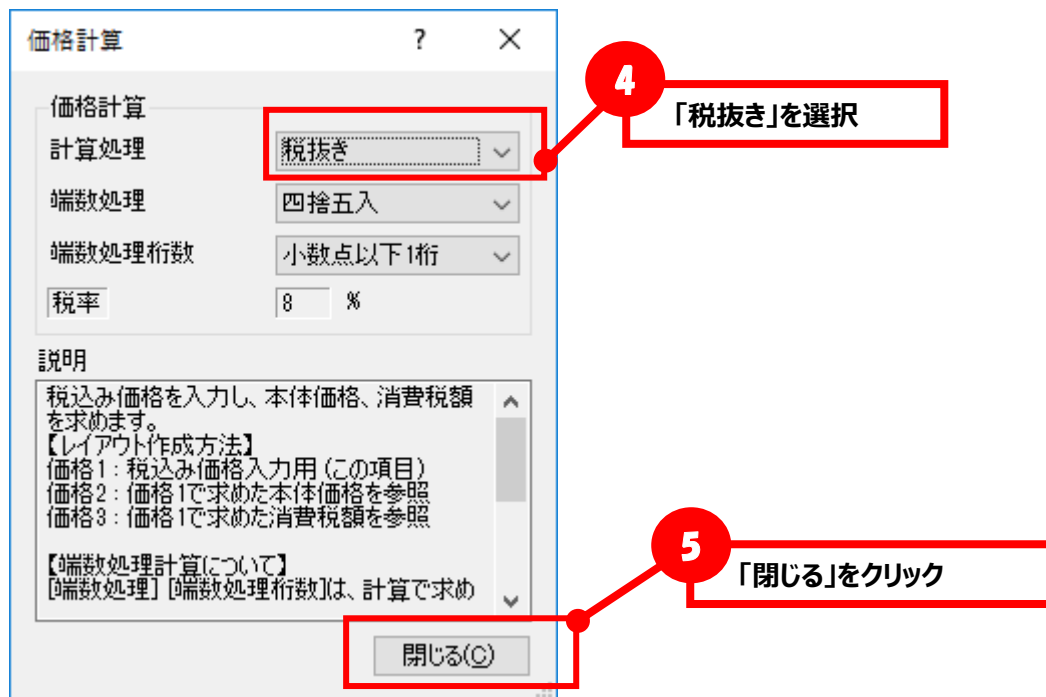 価格計算 ? ×
価格計算
計算処理 税抜き
端数処理 四捨五入
端数処理桁数 小数点以下1桁
税率 8 %
4
「税抜き」を選択
説明
税込み価格を入力し、本体価格、消費税額
を求めます。
【レイアウト作成方法】
価格1:税込み価格入力用(この項目)
価格2:価格1で求めた本体価格を参照
価格3:価格1で求めた消費税額を参照
【端数処理計算について】
[端数処理] [端数処理桁数]は、計算で求め
5
「閉じる」をクリック
閉じる(C)